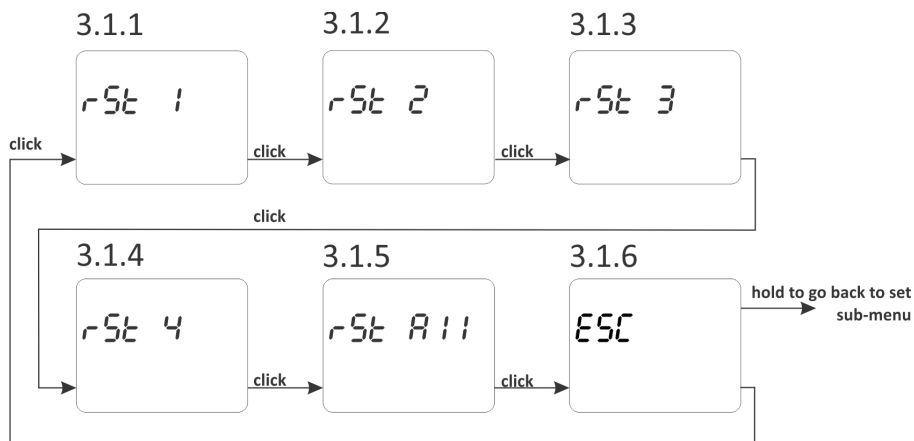 3.1.1
3.1.2
3.1.3
rSt 1
rSt 2
rSt 3
click
click
click
click
3.1.4
3.1.5
3.1.6
rSt 4
rSt All
ESC
hold to go back to set
sub-menu
click
click